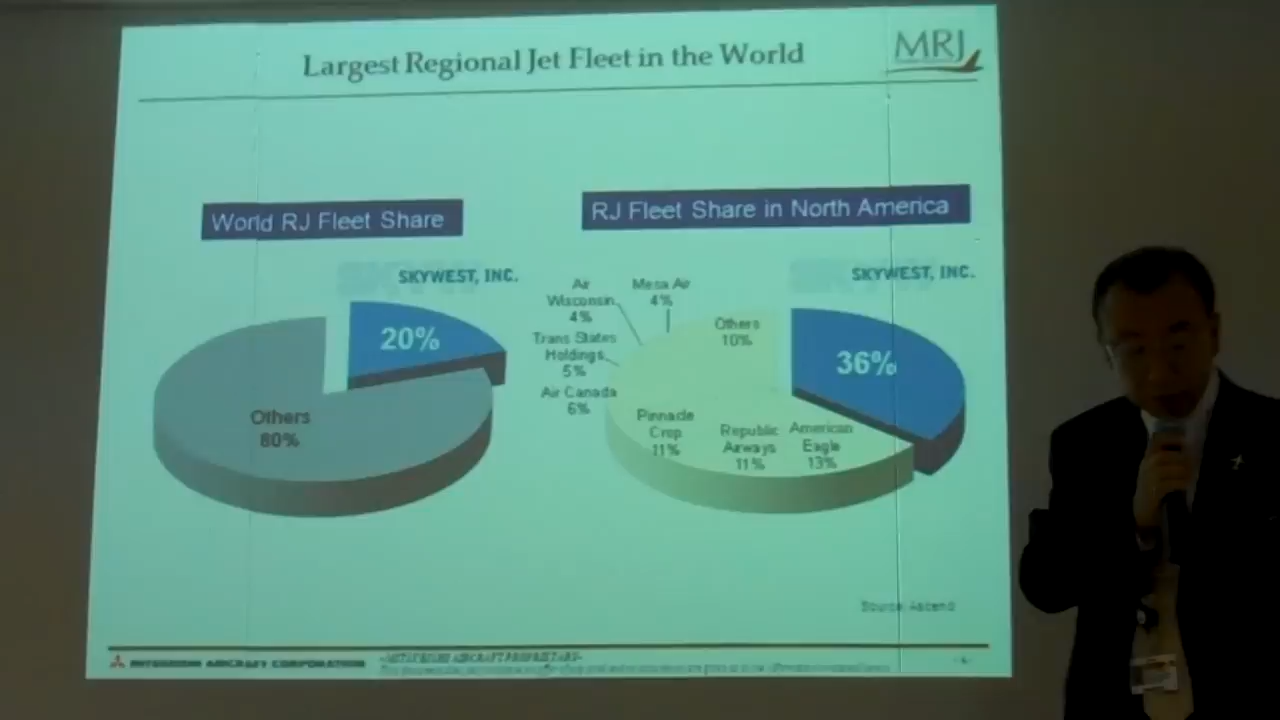 Largest Regional Jet Fleet in the World
MRJ
World RJ Fleet Share
RJ Fleet Share in North America
SKYWEST, INC.
20%
Others
80%
SKYWEST, INC.
36%
Air
Wisconsin
4%
Mesa Air
4%
Others
10%
Trans States
Holdings
5%
Air Canada
6%
Pinnacle
Crop
11%
Republic
Airways
11%
American
Eagle
13%
Source: Ascend
MITSUBISHI AIRCRAFT CORPORATION